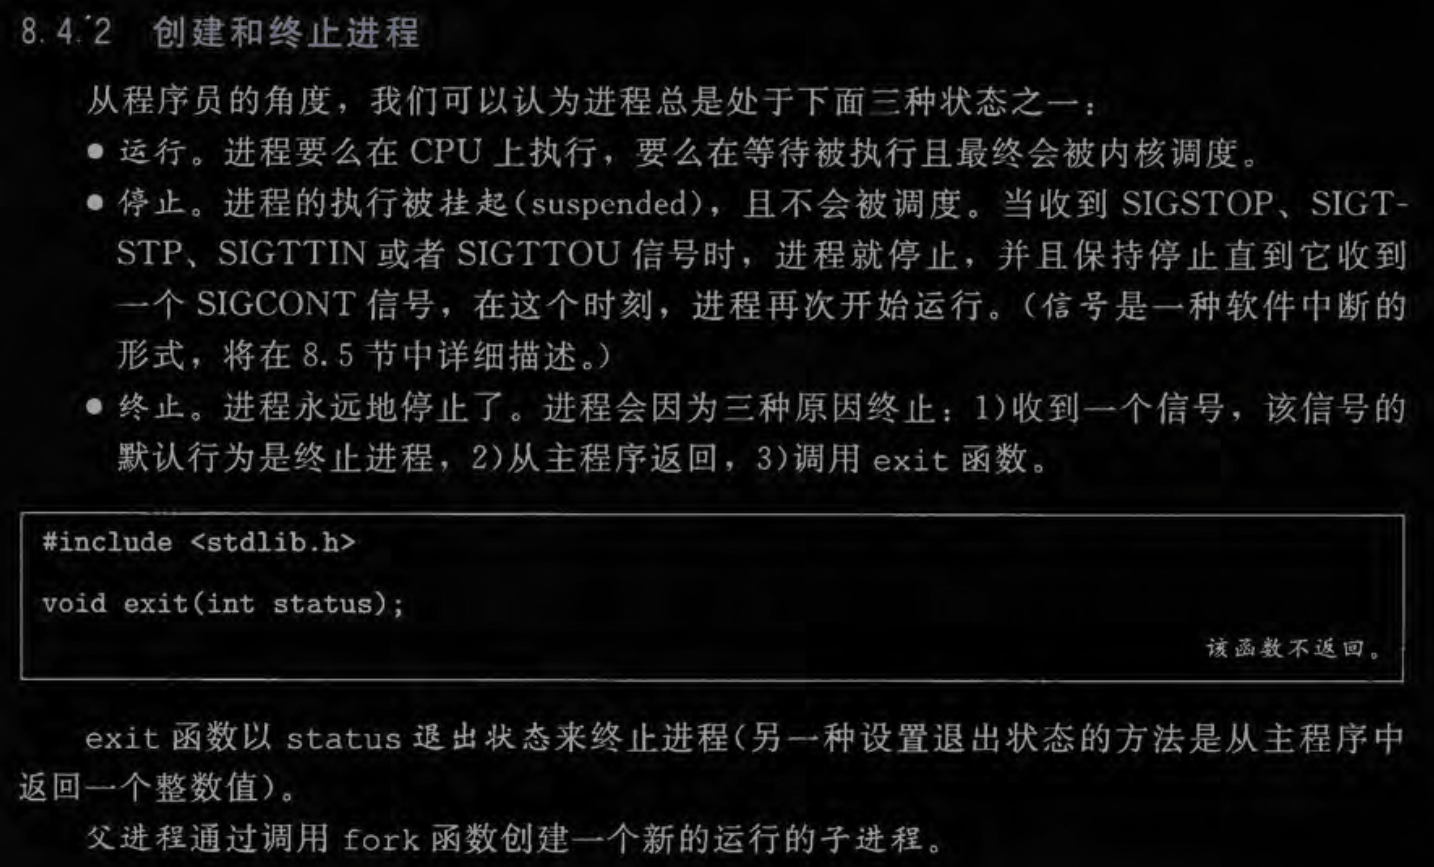 8.4.2 创建和终止进程
从程序员的角度，我们可以认为进程总是处于下面三种状态之一：
● 运行。进程要么在 CPU 上执行，要么在等待被执行且最终会被内核调度。
● 停止。进程的执行被挂起(suspended)，且不会被调度。当收到 SIGSTOP、SIGT-
STP、SIGTTIN 或者 SIGTTOU 信号时，进程就停止，并且保持停止直到它收到
一个 SIGCONT 信号，在这个时刻，进程再次开始运行。(信号是一种软件中断的
形式，将在 8.5 节中详细描述。)
● 终止。进程永远地停止了。进程会因为三种原因终止：1)收到一个信号，该信号的
默认行为是终止进程，2)从主程序返回，3)调用 exit 函数。
#include <stdlib.h>
void exit(int status);
该函数不返回。
exit 函数以 status 退出状态来终止进程(另一种设置退出状态的方法是从主程序中
返回一个整数值)。
父进程通过调用 fork 函数创建一个新的运行的子进程。